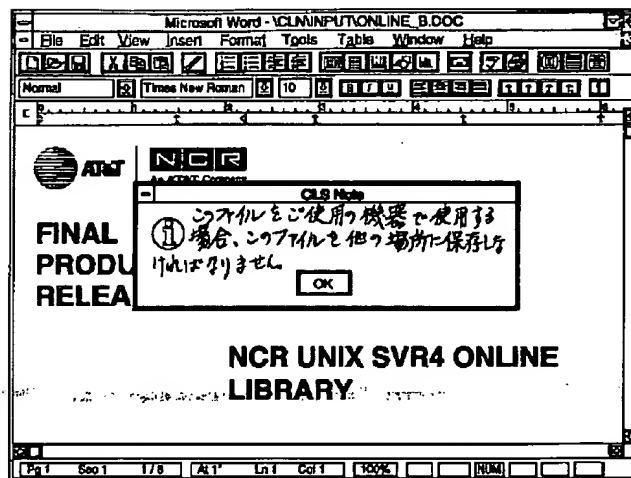 Microsoft Word - \CLN\INPUT\ONLINE_B.DOC
File Edit View Insert Format Tools Table Window Help
Normal Times New Roman 10 B I U
AT&T NCR
An AT&T Company
CLS Note
このファイルをご使用の機器で使用する
場合、このファイルを他の場所に保存しな
ければなりません
OK
FINAL
PRODU
RELEA
NCR UNIX SVR4 ONLINE
LIBRARY
Pg 1 Sec 1 1/8 At 1" Ln 1 Col 1 100% NUM